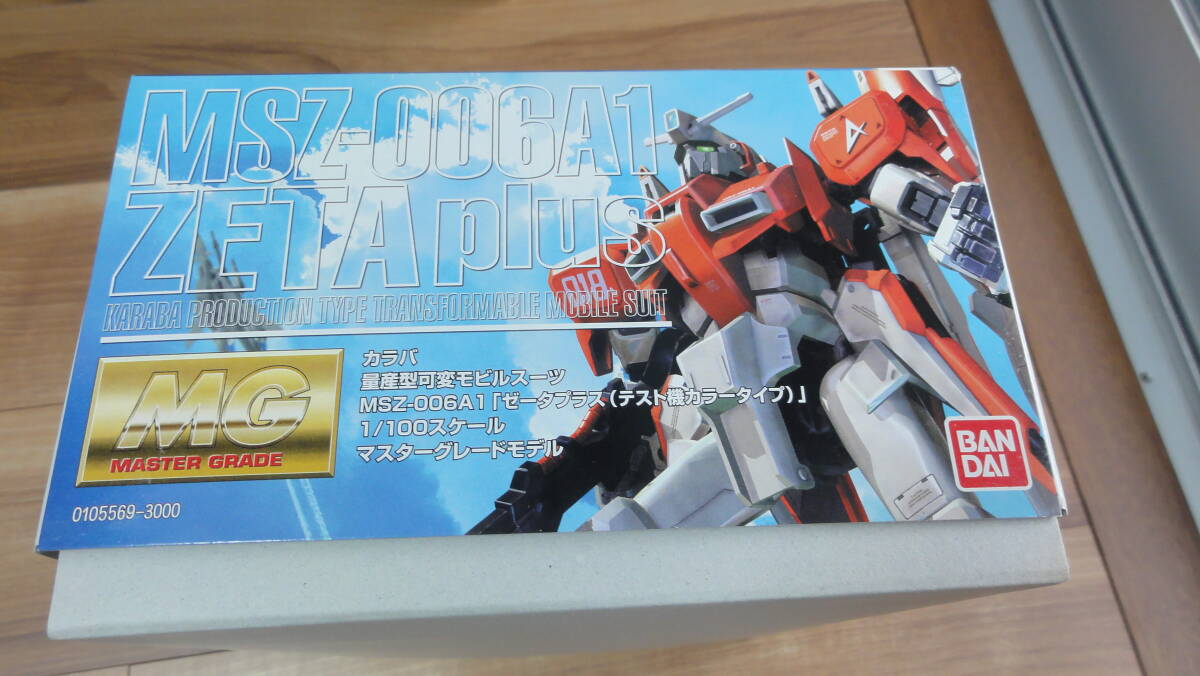 MSZ-006A1
ZETA plus
KARABA PRODUCTION TYPE TRANSFORMABLE MOBILE SUIT
MG
MASTER GRADE
カラバ
量産型可変モビルスーツ
MSZ-006A1「ゼータプラス(テスト機カラータイプ)」
1/100スケール
マスターグレードモデル
0105569-3000
BAN
DAI